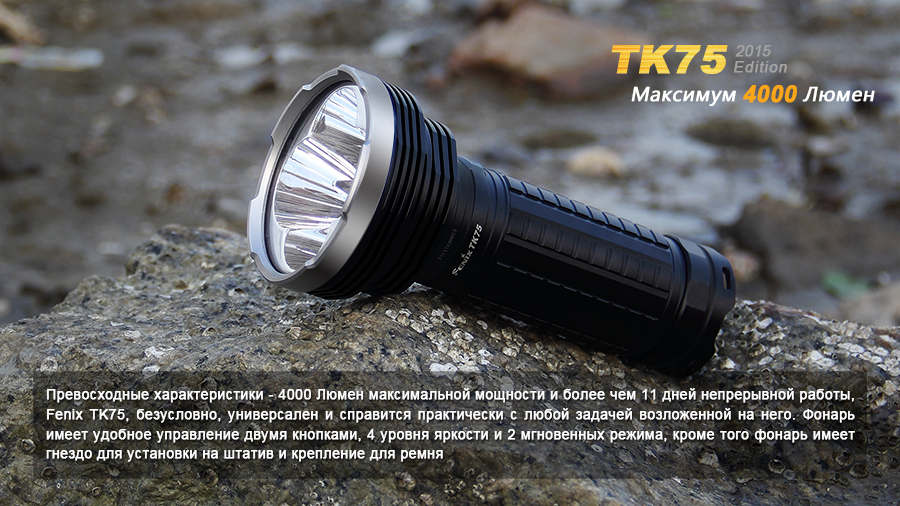 TK75 2015
Edition
Максимум 4000 Люмен
Fenix TK75
Превосходные характеристики - 4000 Люмен максимальной мощности и более чем 11 дней непрерывной работы,
Fenix TK75, безусловно, универсален и справится практически с любой задачей возложенной на него. Фонарь
имеет удобное управление двумя кнопками, 4 уровня яркости и 2 мгновенных режима, кроме того фонарь имеет
гнездо для установки на штатив и крепление для ремня